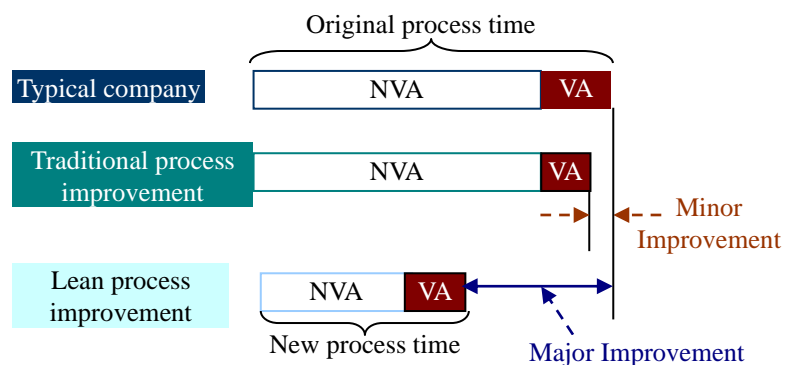 Original process time
Typical company
NVA
VA
Traditional process
improvement
NVA
VA
Minor
Improvement
Lean process
improvement
NVA
VA
New process time
Major Improvement